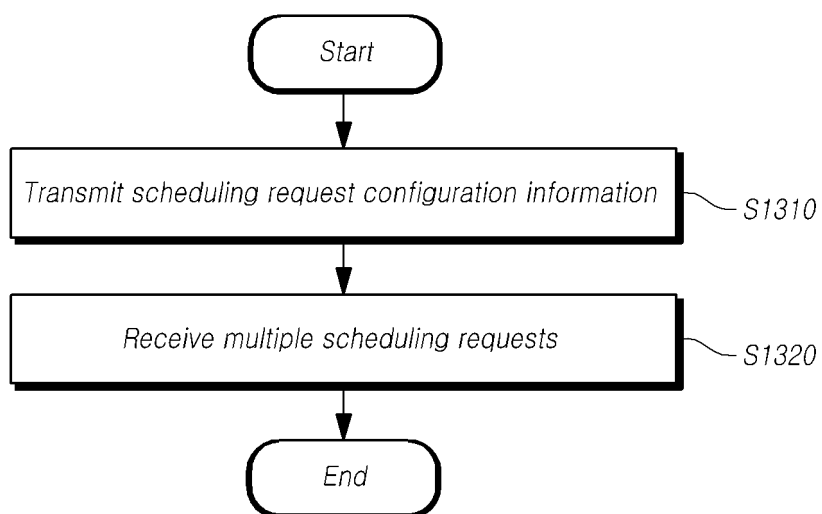 Start
Transmit scheduling request configuration information
S1310
Receive multiple scheduling requests
S1320
End